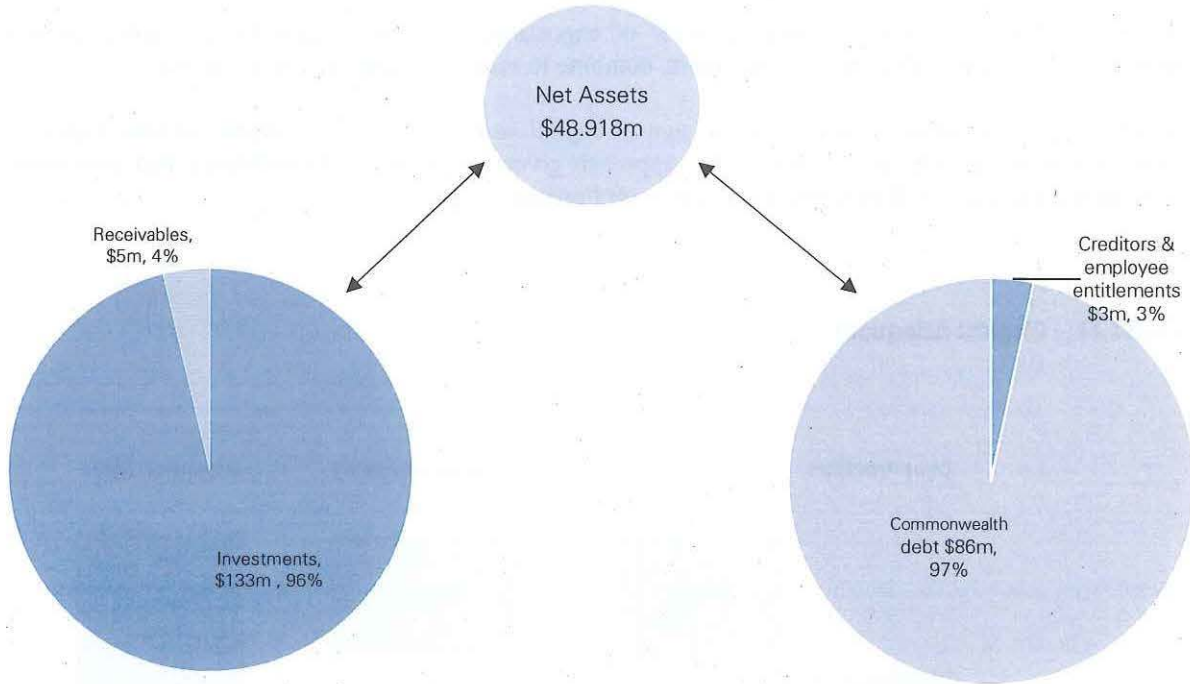 Net Assets
$48.918m
Receivables,
$5m, 4%
Investments,
$133m , 96%
Creditors &
employee
entitlements
$3m, 3%
Commonwealth
debt $86m,
97%